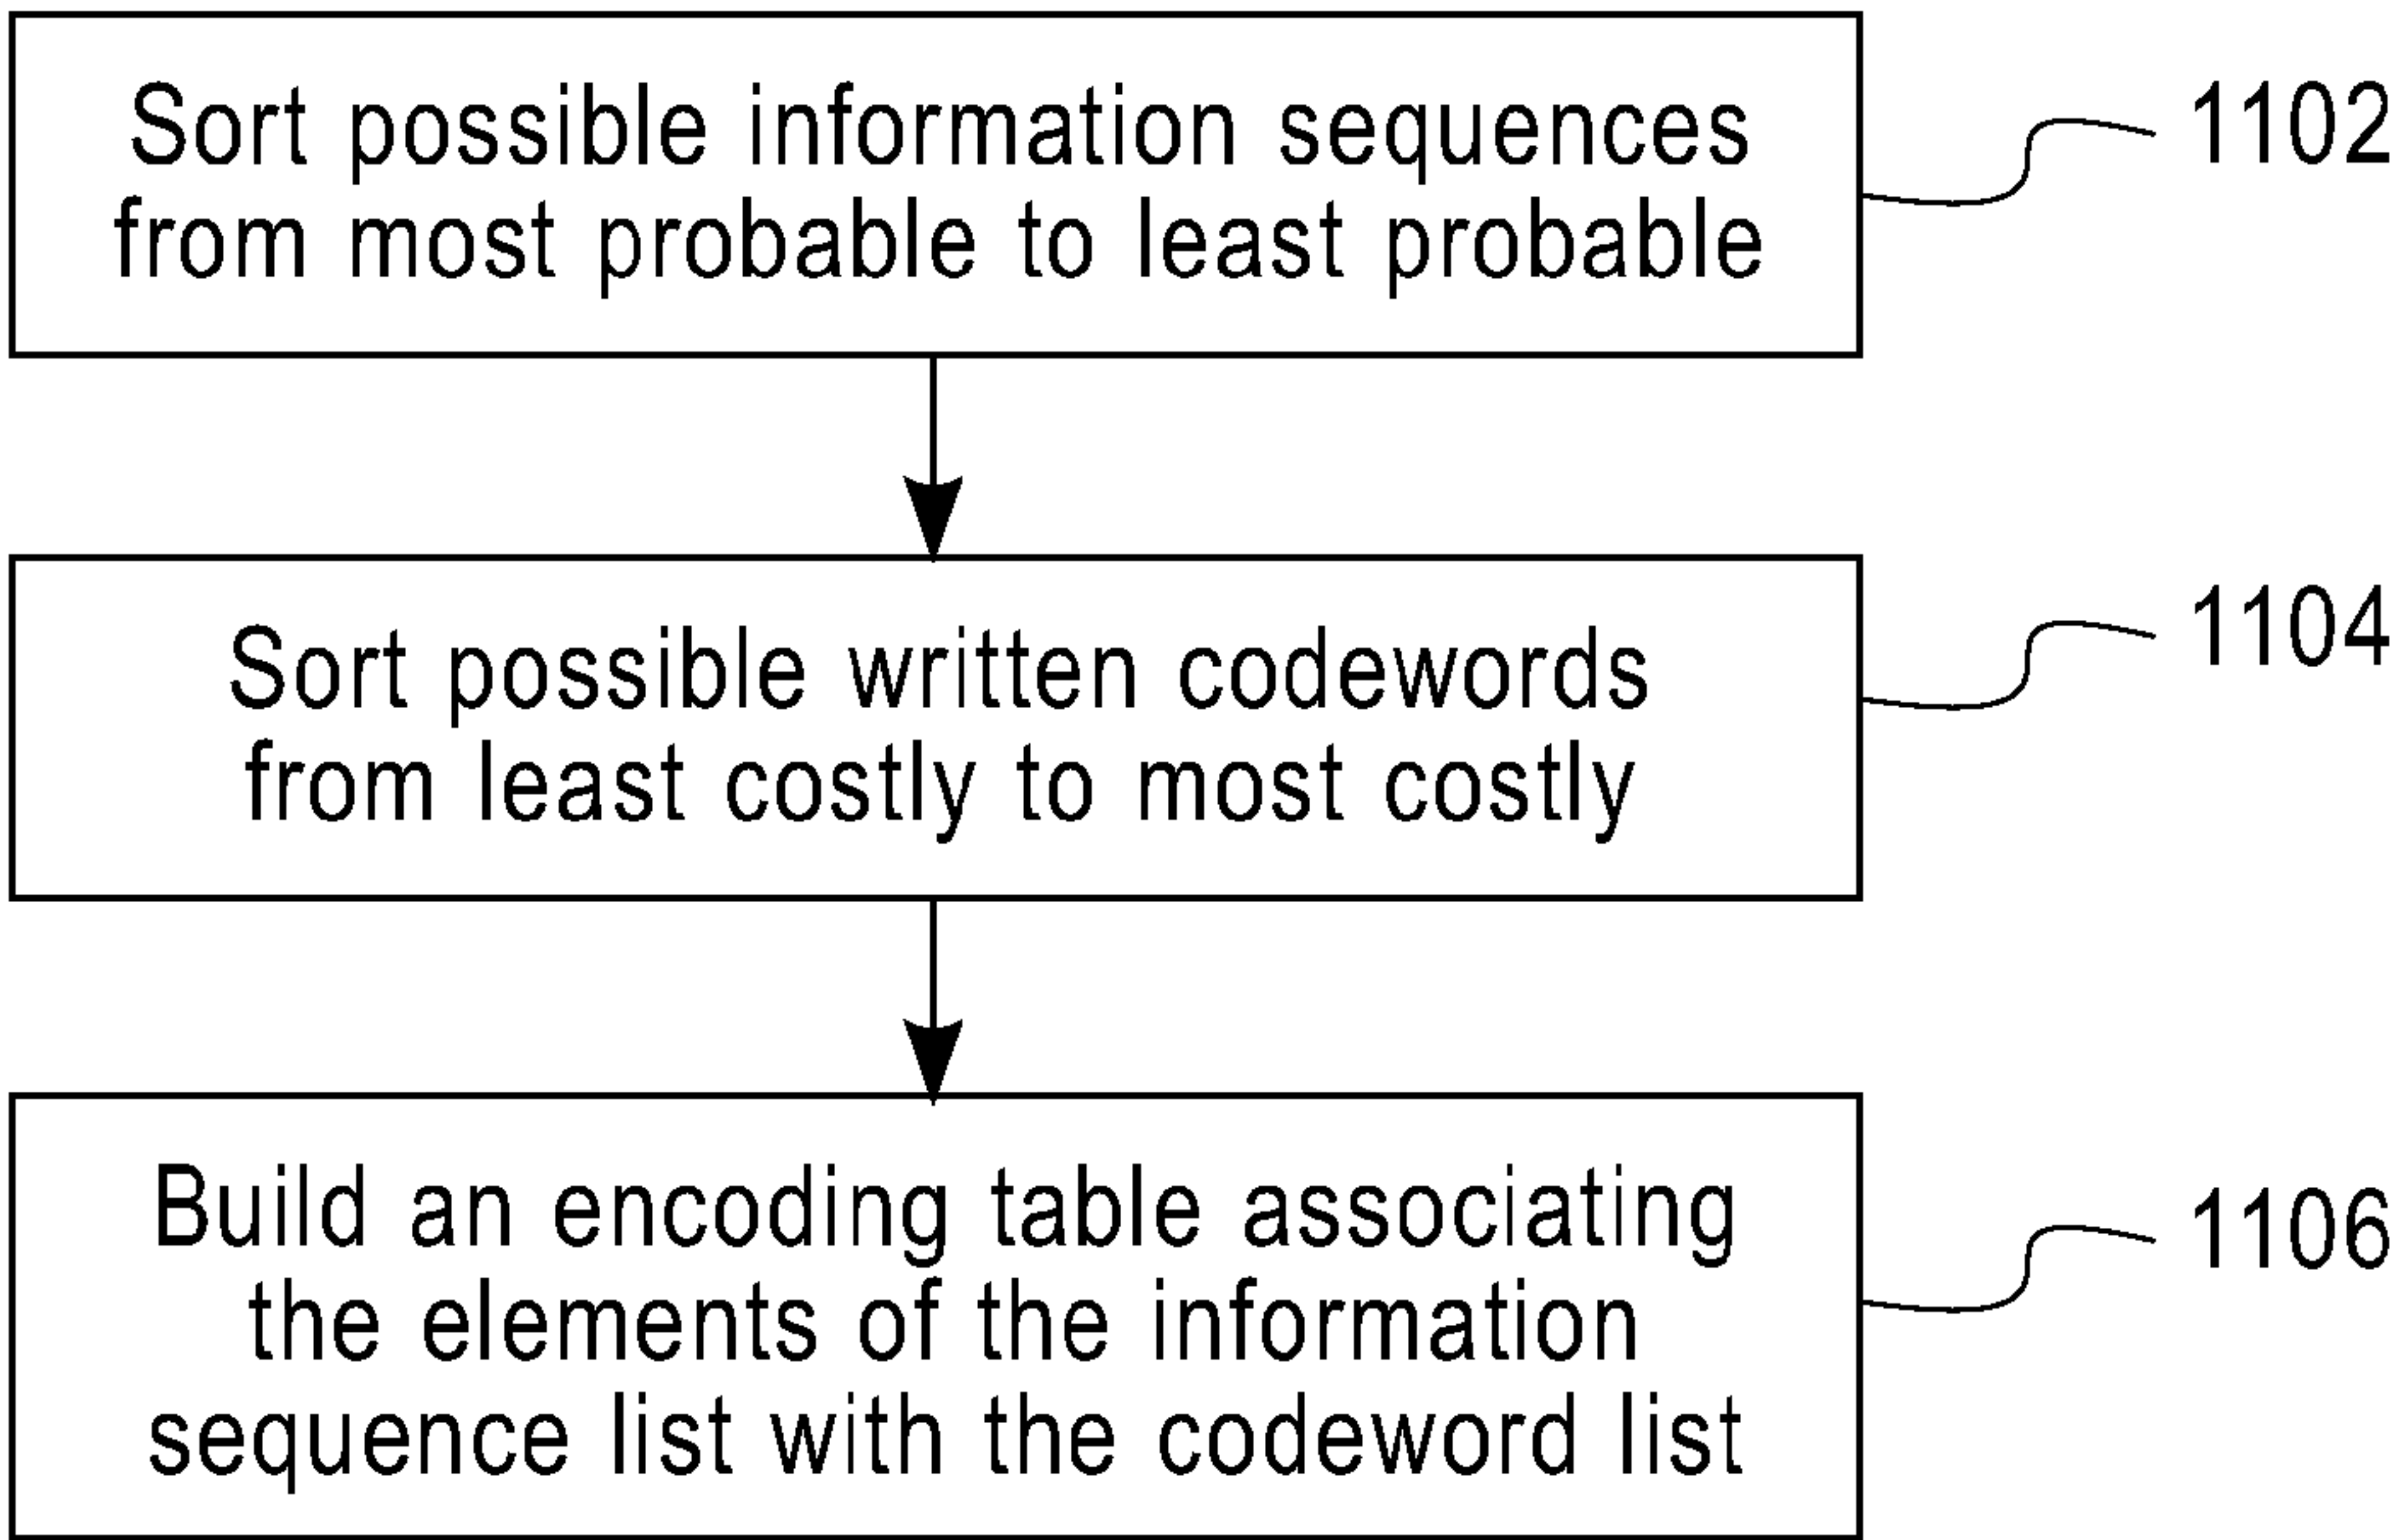 Sort possible information sequences
from most probable to least probable
1102
Sort possible written codewords
from least costly to most costly
1104
Build an encoding table associating
the elements of the information
sequence list with the codeword list
1106